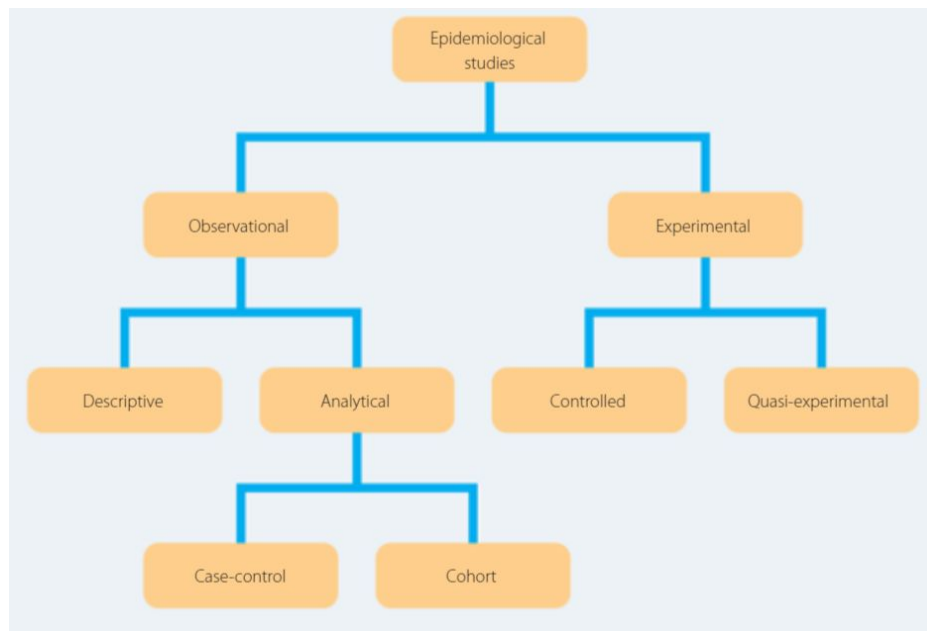 Epidemiological
studies
Observational
Experimental
Descriptive
Analytical
Controlled
Quasi-experimental
Case-control
Cohort